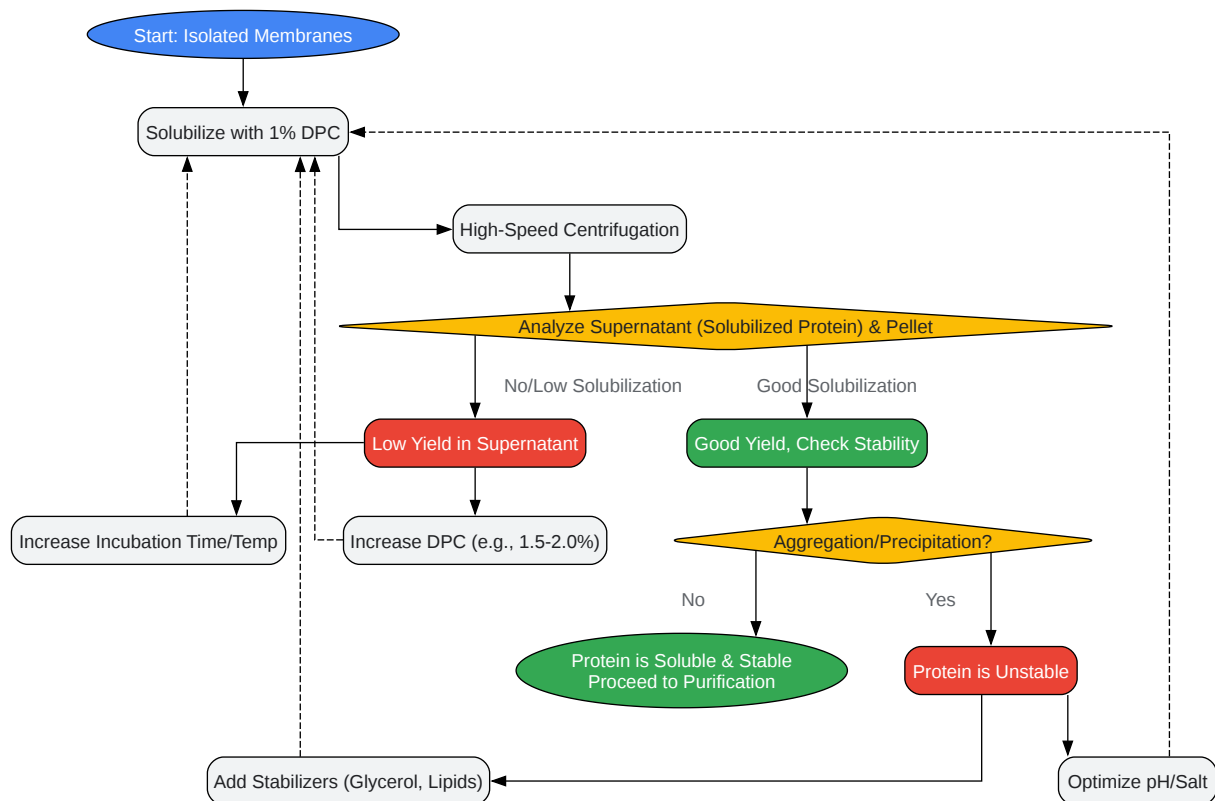 Start: Isolated Membranes
Solubilize with 1% DPC
High-Speed Centrifugation
Analyze Supernatant (Solubilized Protein) & Pellet
No/Low Solubilization
Good Solubilization
Low Yield in Supernatant
Good Yield, Check Stability
Increase Incubation Time/Temp
Increase DPC (e.g., 1.5-2.0%)
Aggregation/Precipitation?
No
Yes
Protein is Soluble & Stable
Proceed to Purification
Protein is Unstable
Add Stabilizers (Glycerol, Lipids)
Optimize pH/Salt